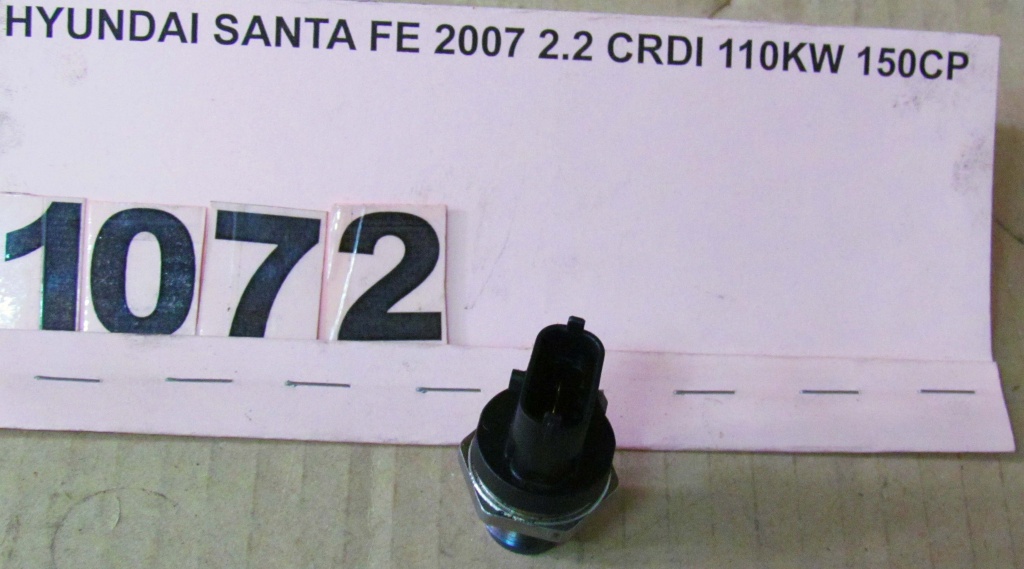 HYUNDAI SANTA FE 2007 2.2 CRDI 110KW 150CP
1072